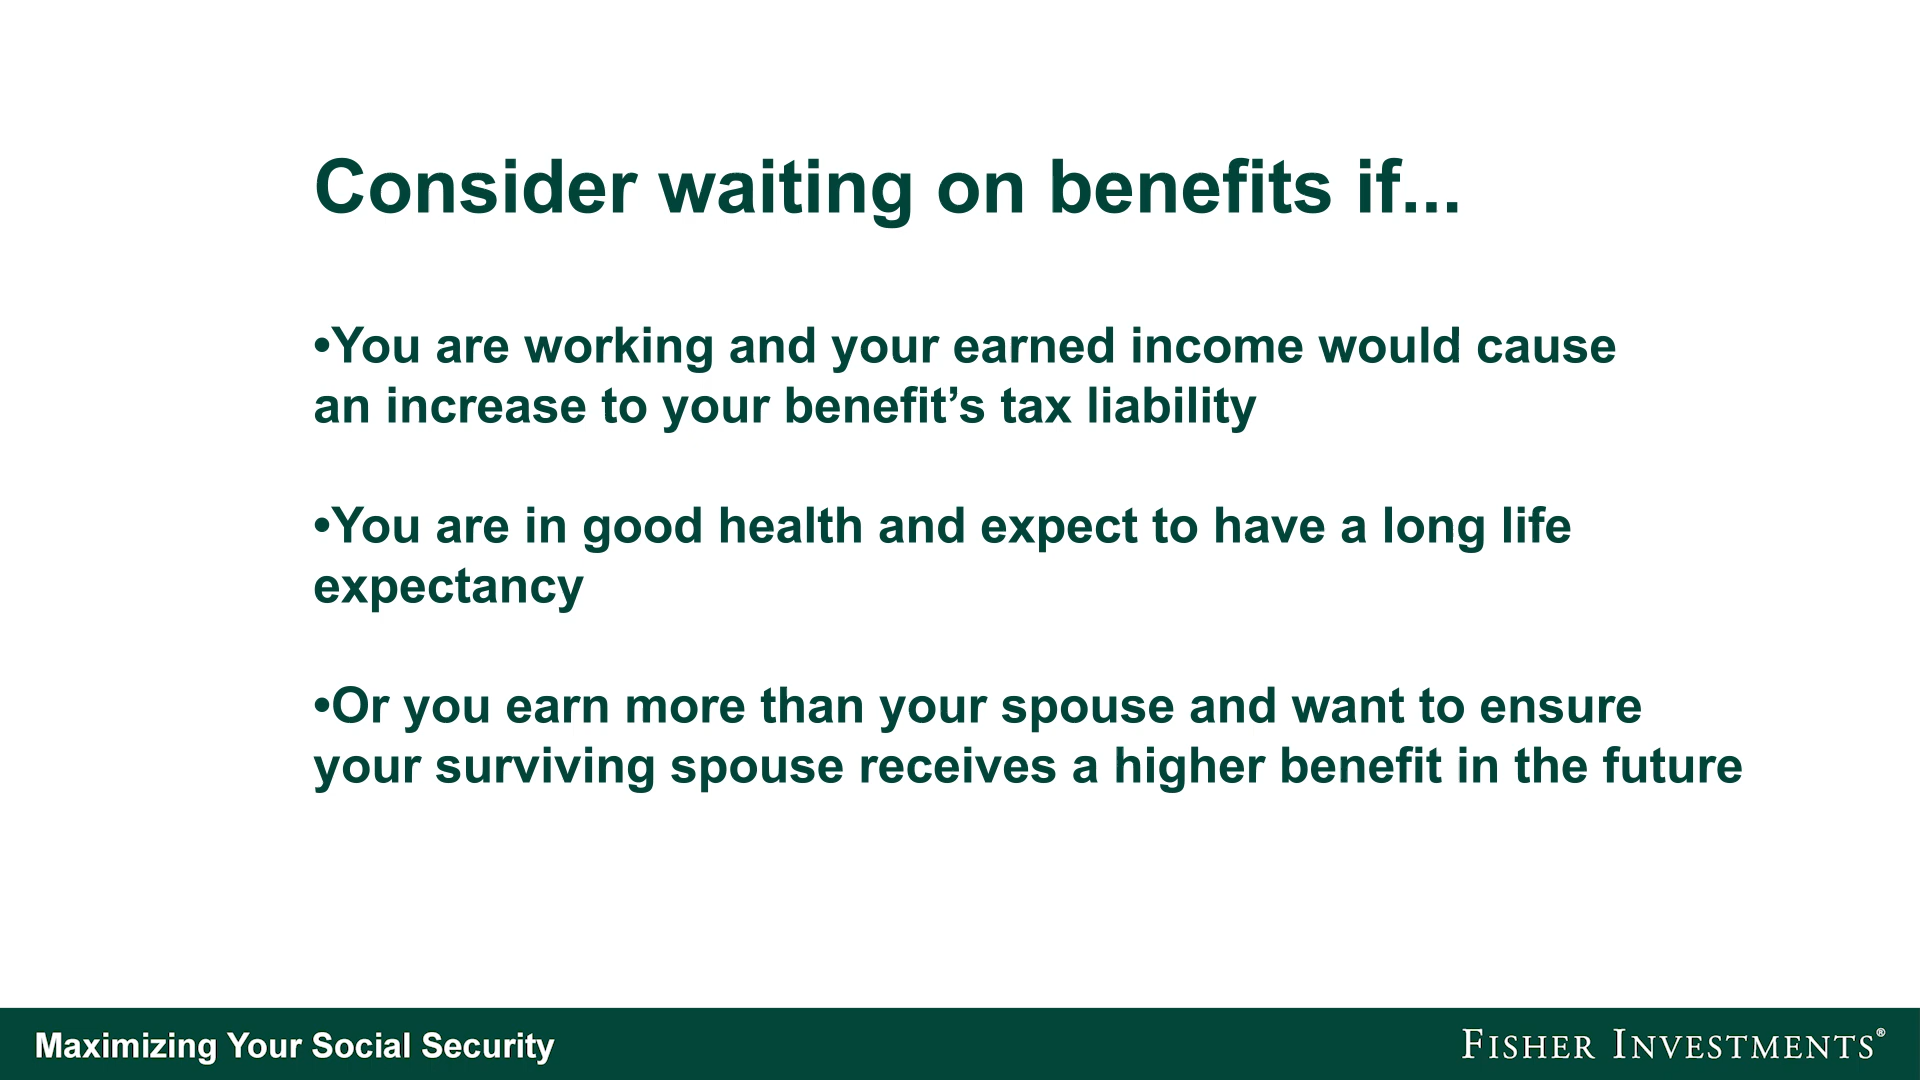 Consider waiting on benefits if...
•You are working and your earned income would cause
an increase to your benefit’s tax liability
•You are in good health and expect to have a long life
expectancy
•Or you earn more than your spouse and want to ensure
your surviving spouse receives a higher benefit in the future
Maximizing Your Social Security
FISHER INVESTMENTS®